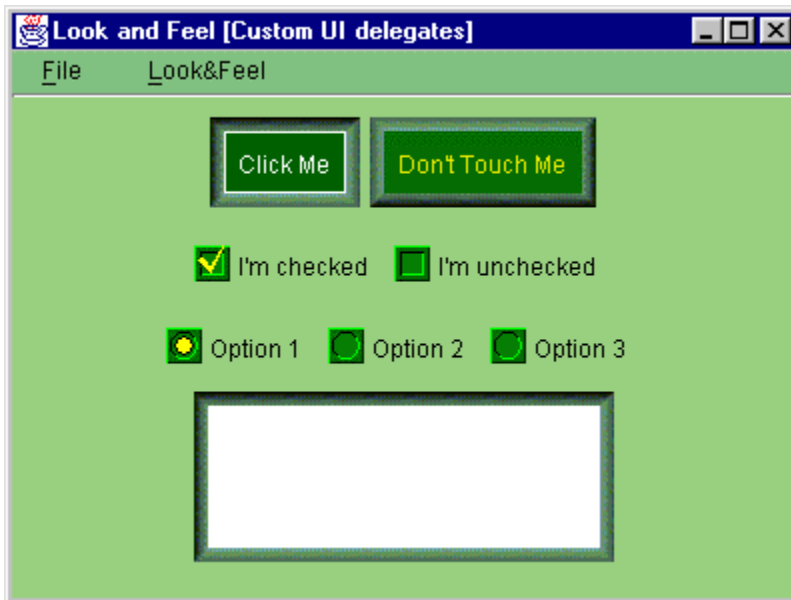 Look and Feel [Custom UI delegates]
File Look&Feel
Click Me Don't Touch Me
I'm checked I'm unchecked
Option 1 Option 2 Option 3